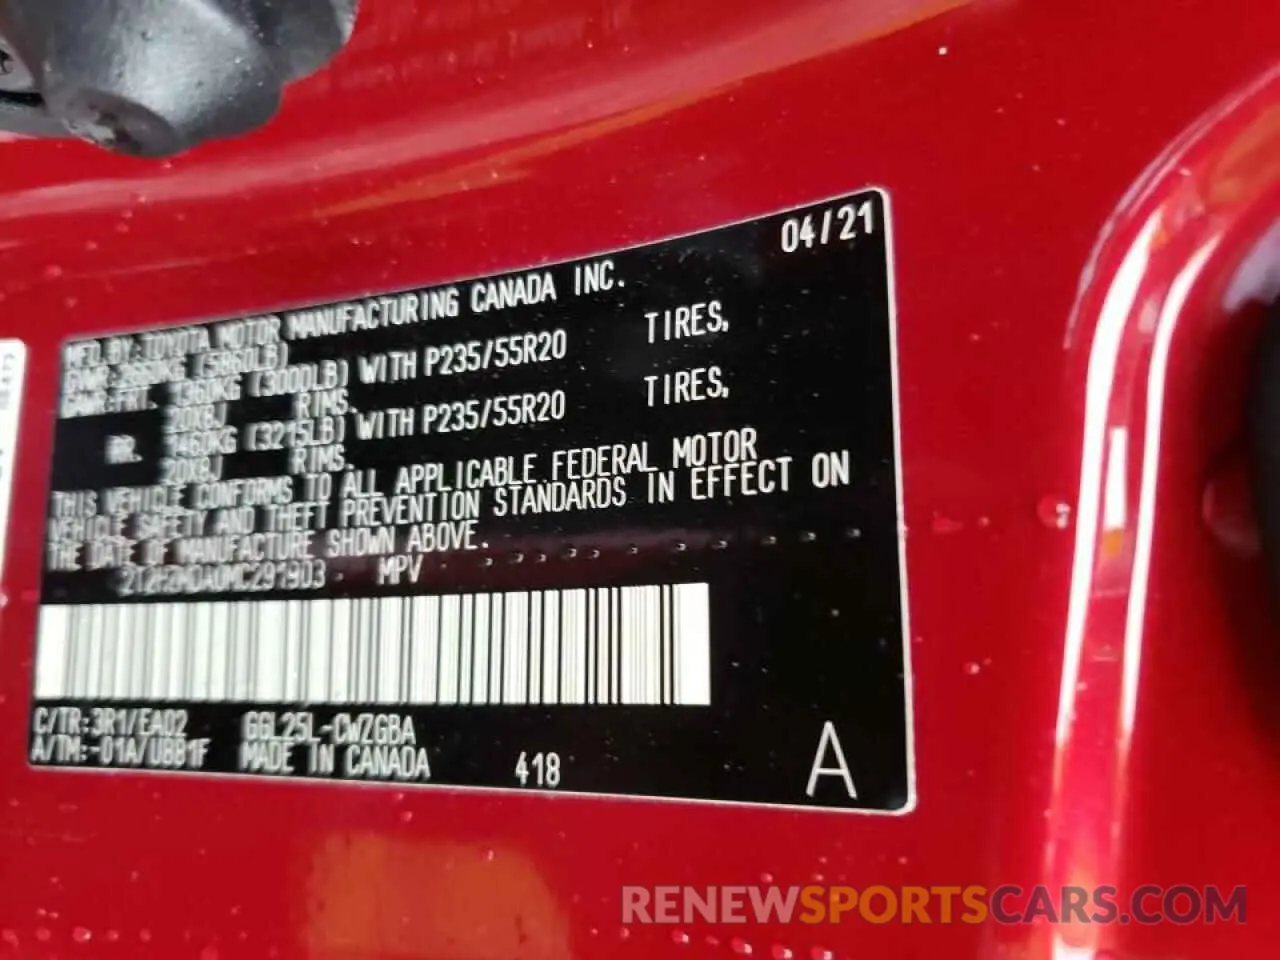 04/21
MFD.BY:TOYOTA MOTOR MANUFACTURING CANADA INC.
GVWR:2660KG (5860LB)
GAWR:FRT. 1360KG (3000LB) WITH P235/55R20 TIRES,
20X8J RIMS.
RR. 1460KG (3215LB) WITH P235/55R20 TIRES,
20X8J RIMS.
THIS VEHICLE CONFORMS TO ALL APPLICABLE FEDERAL MOTOR
VEHICLE SAFETY AND THEFT PREVENTION STANDARDS IN EFFECT ON
THE DATE OF MANUFACTURE SHOWN ABOVE.
MPV
C/TR:3R1/EA02 GGL25L-CWZGBA
A/TM:-01A/UB81F MADE IN CANADA 418
A
RENEWSPORTSCARS.COM